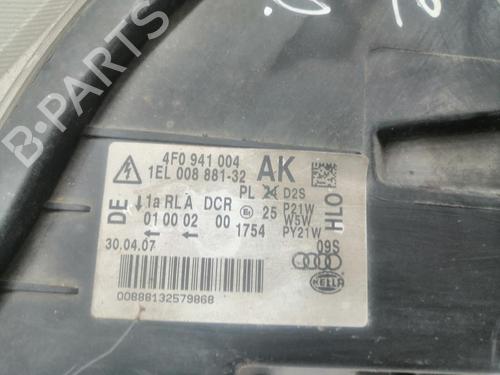 B-PARTS
4F0 941 004 AK
1EL 008 881-32
PL X D2S
DE 1a RLA DCR E1 25 P21W
W5W
01 00 02 00 1754 PY21W
HLO
30.04.07
09S
HELLA
00888132579868